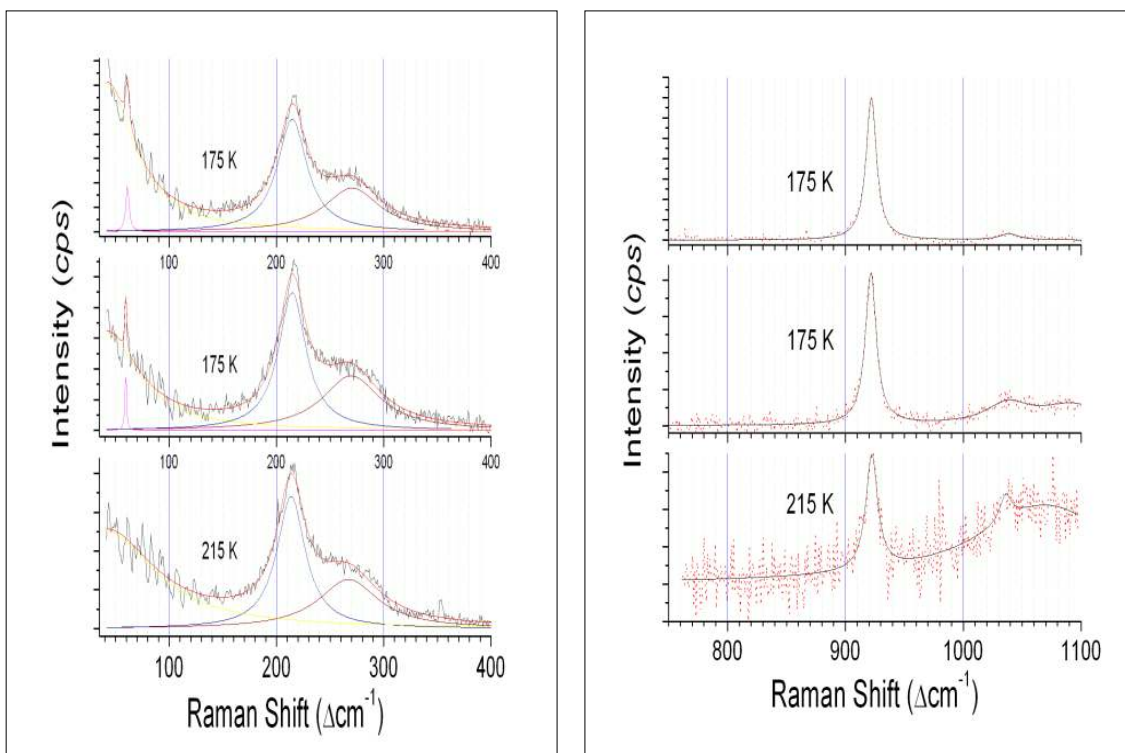 Intensity (cps)
175 K
100 200 300 400
175 K
100 200 300 400
215 K
100 200 300 400
Raman Shift (Δcm-1)
Intensity (cps)
175 K
175 K
215 K
800 900 1000 1100
Raman Shift (Δcm-1)